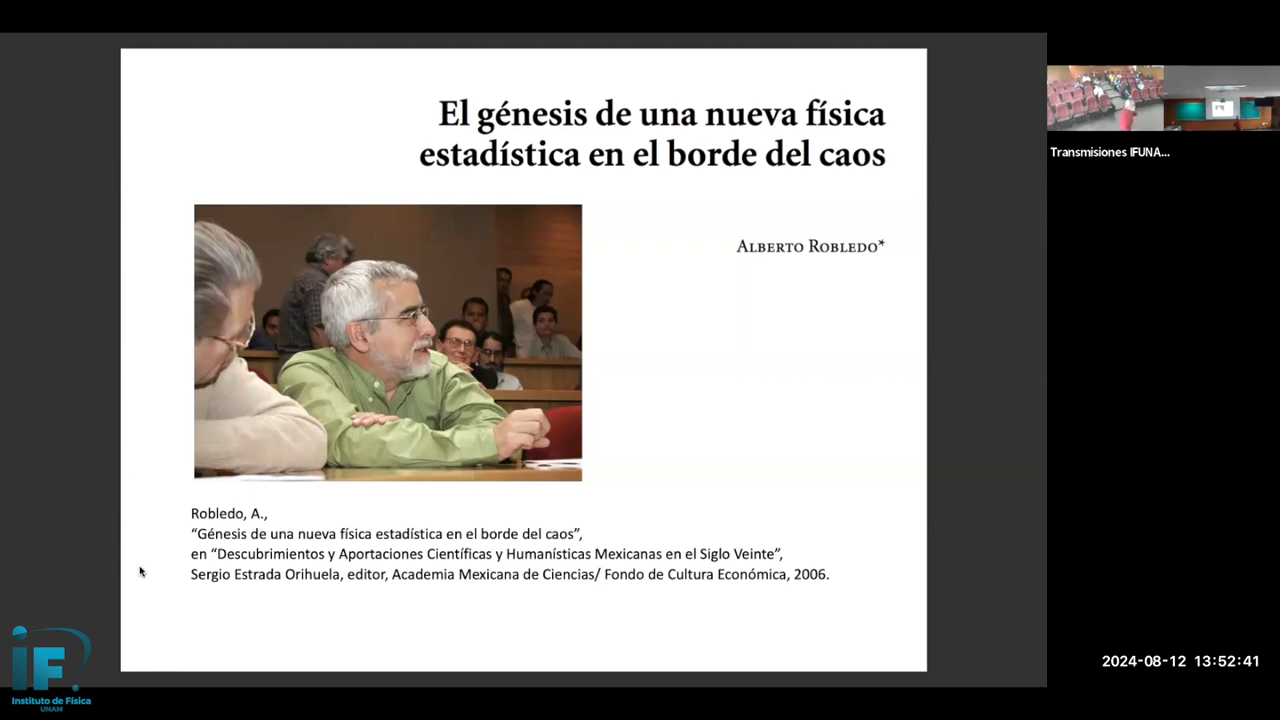 El génesis de una nueva física
estadística en el borde del caos
ALBERTO ROBLEDO*
Robledo, A.,
“Génesis de una nueva física estadística en el borde del caos”,
en “Descubrimientos y Aportaciones Científicas y Humanísticas Mexicanas en el Siglo Veinte”,
Sergio Estrada Orihuela, editor, Academia Mexicana de Ciencias/ Fondo de Cultura Económica, 2006.
Transmisiones IFUNA...
2024-08-12 13:52:41
iF
Instituto de Física
UNAM